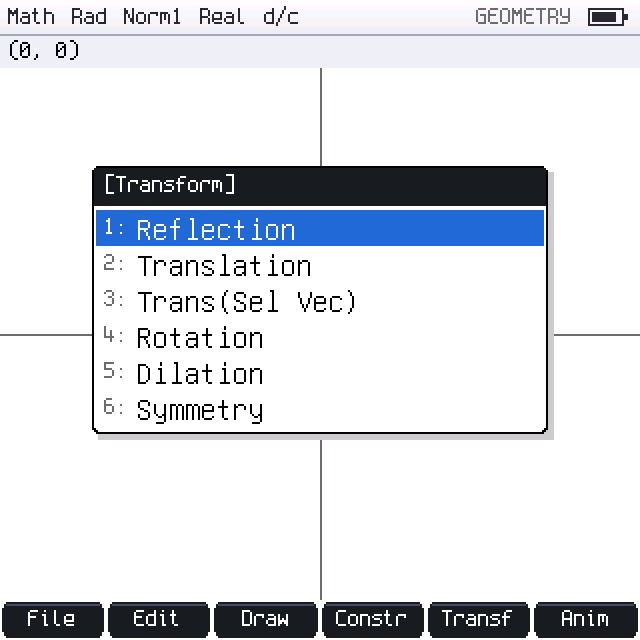 Math Rad Norm1 Real d/c GEOMETRY
(0, 0)
[Transform]
1: Reflection
2: Translation
3: Trans(Sel Vec)
4: Rotation
5: Dilation
6: Symmetry
File Edit Draw Constr Transf Anim